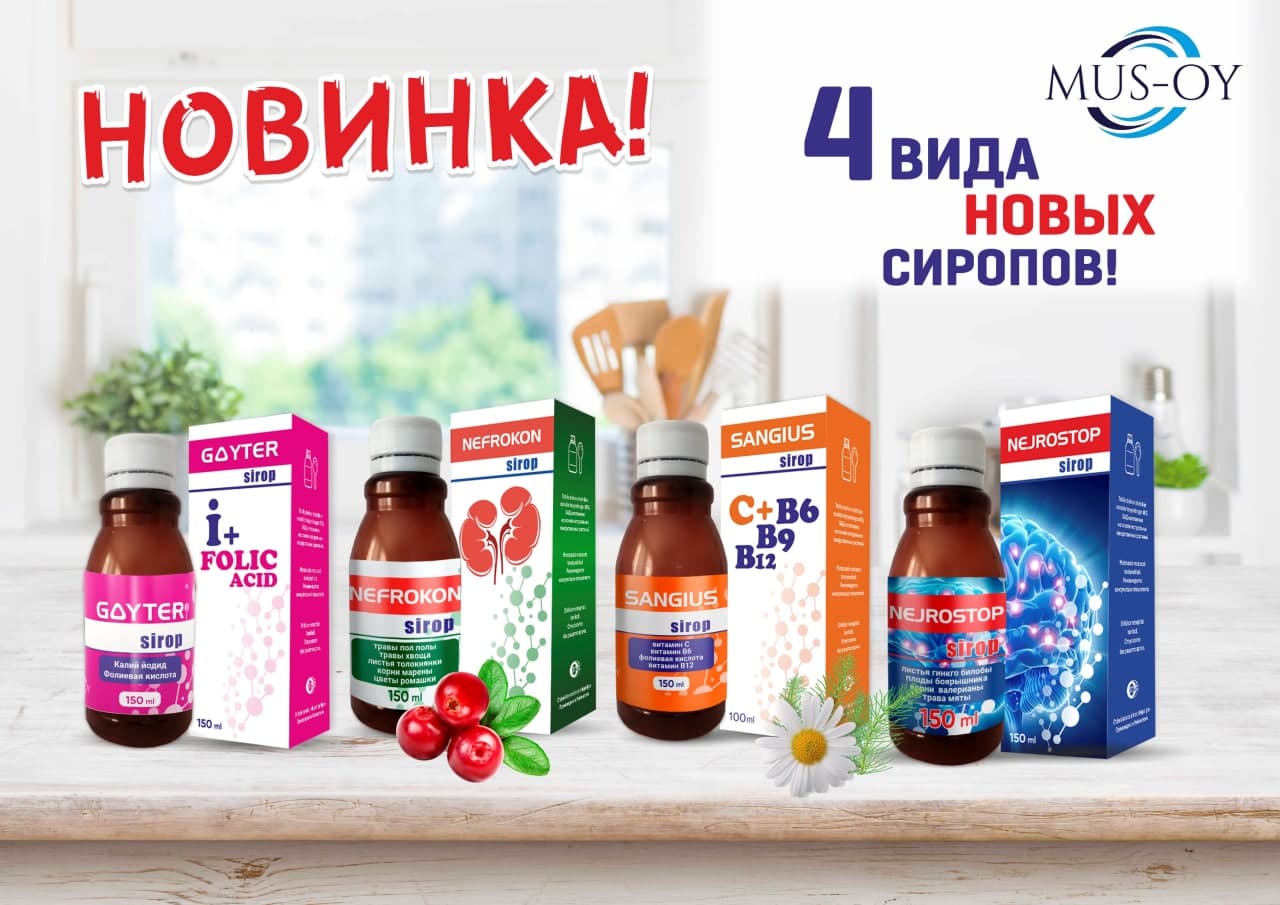 НОВИНКА!
MUS-OY
4 ВИДА
НОВЫХ
СИРОПОВ!
GAYTER
sirop
i+
FOLIC
ACID
150 ml
GAYTER
sirop
Калий йодид
Фолиевая кислота
150 ml
NEFROKON
sirop
NEFROKON
sirop
травы пол полы
травы хвоща
листья толокнянки
корни марены
цветы ромашки
150 ml
SANGIUS
sirop
C+B6
B9
B12
100ml
SANGIUS
sirop
витамин С
витамин В6
фолиевая кислота
витамин В12
150 ml
NEJROSTOP
sirop
150 ml
NEJROSTOP
sirop
листья гинкго билобы
плоды боярышника
корни валерианы
трава мяты
150 ml